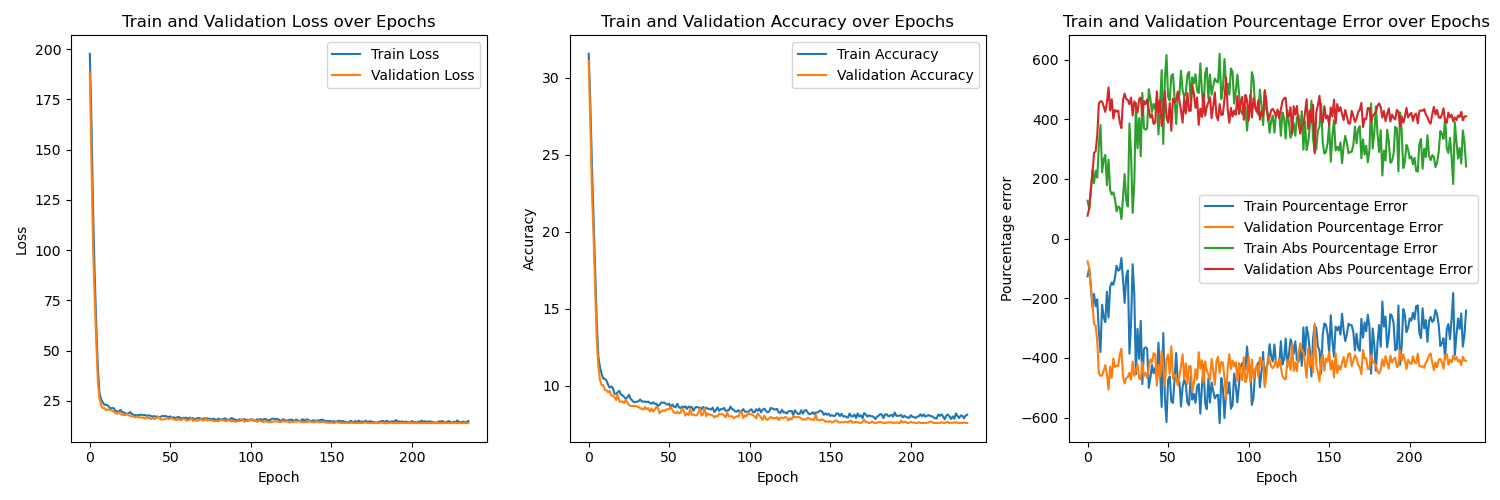 Train and Validation Loss over Epochs
Loss
200
175
150
125
100
75
50
25
Train Loss
Validation Loss
0
50
100
150
200
Epoch
Train and Validation Accuracy over Epochs
Accuracy
30
25
20
15
10
Train Accuracy
Validation Accuracy
0
50
100
150
200
Epoch
Train and Validation Pourcentage Error over Epochs
Pourcentage error
600
400
200
0
−200
−400
−600
Train Pourcentage Error
Validation Pourcentage Error
Train Abs Pourcentage Error
Validation Abs Pourcentage Error
0
50
100
150
200
Epoch